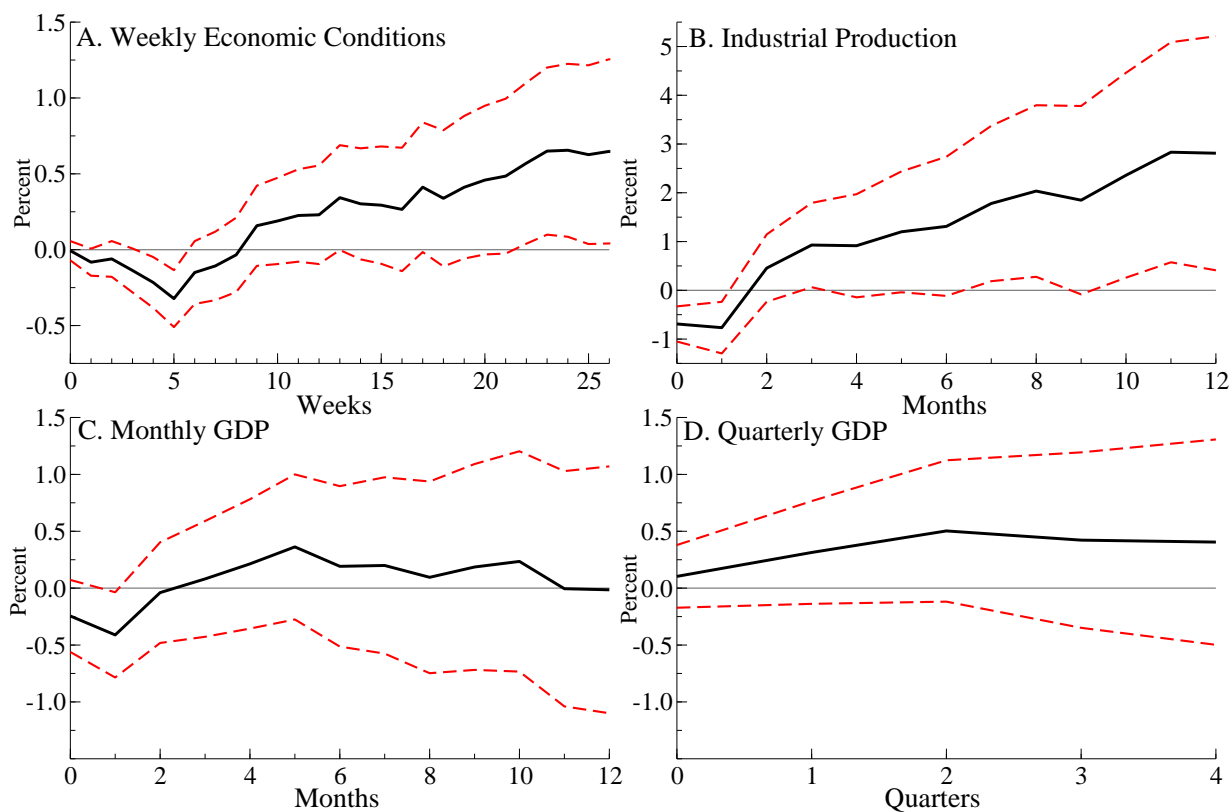 A. Weekly Economic Conditions
Percent
1.5
1.0
0.5
0.0
-0.5
0 5 10 15 20 25
Weeks
B. Industrial Production
Percent
5
4
3
2
1
0
-1
0 2 4 6 8 10 12
Months
C. Monthly GDP
Percent
1.5
1.0
0.5
0.0
-0.5
-1.0
0 2 4 6 8 10 12
Months
D. Quarterly GDP
Percent
1.5
1.0
0.5
0.0
-0.5
-1.0
0 1 2 3 4
Quarters